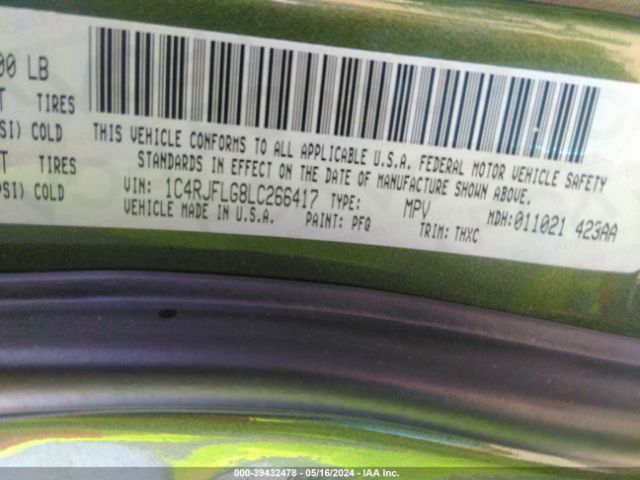 00 LB
T TIRES
PSI) COLD
T TIRES
PSI) COLD
THIS VEHICLE CONFORMS TO ALL APPLICABLE U.S.A. FEDERAL MOTOR VEHICLE SAFETY
STANDARDS IN EFFECT ON THE DATE OF MANUFACTURE SHOWN ABOVE.
VIN: 1C4RJFLG8LC266417 TYPE: MPV MDH:011021 423AA
VEHICLE MADE IN U.S.A. PAINT: PFQ TRIM: THXC
000-39432478 - 05/16/2024 - IAA Inc.